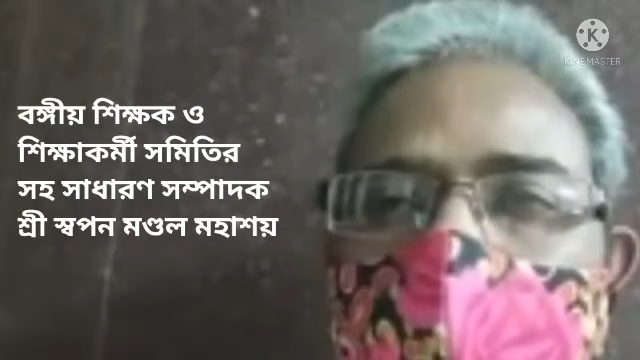 KINEMASTER
বঙ্গীয় শিক্ষক ও
শিক্ষাকর্মী সমিতির
সহ সাধারণ সম্পাদক
শ্রী স্বপন মণ্ডল মহাশয়